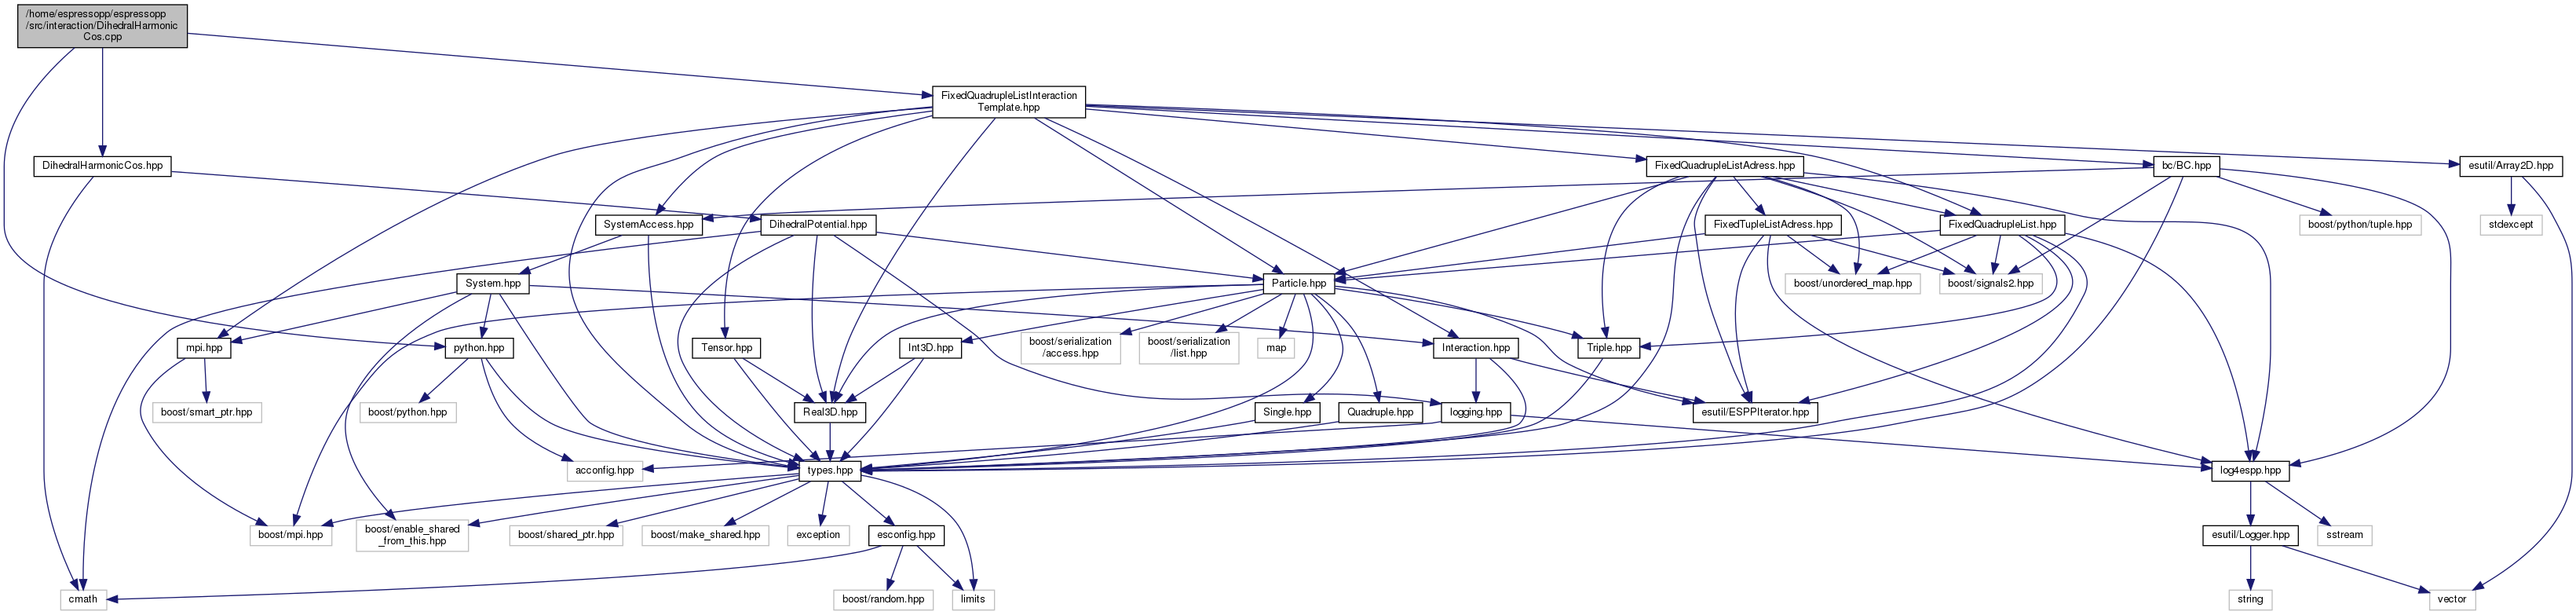 /home/espressopp/espressopp
/src/interaction/DihedralHarmonic
Cos.cpp
FixedQuadrupleListInteraction
Template.hpp
DihedralHarmonicCos.hpp
FixedQuadrupleListAdress.hpp
bc/BC.hpp
esutil/Array2D.hpp
SystemAccess.hpp
DihedralPotential.hpp
FixedTupleListAdress.hpp
FixedQuadrupleList.hpp
boost/python/tuple.hpp
stdexcept
System.hpp
Particle.hpp
boost/unordered_map.hpp
boost/signals2.hpp
mpi.hpp
python.hpp
Tensor.hpp
Int3D.hpp
boost/serialization
/access.hpp
boost/serialization
/list.hpp
map
Interaction.hpp
Triple.hpp
boost/smart_ptr.hpp
boost/python.hpp
Real3D.hpp
Single.hpp
Quadruple.hpp
logging.hpp
esutil/ESPPIterator.hpp
acconfig.hpp
types.hpp
log4espp.hpp
boost/mpi.hpp
boost/enable_shared
_from_this.hpp
boost/shared_ptr.hpp
boost/make_shared.hpp
exception
esconfig.hpp
esutil/Logger.hpp
sstream
cmath
boost/random.hpp
limits
string
vector